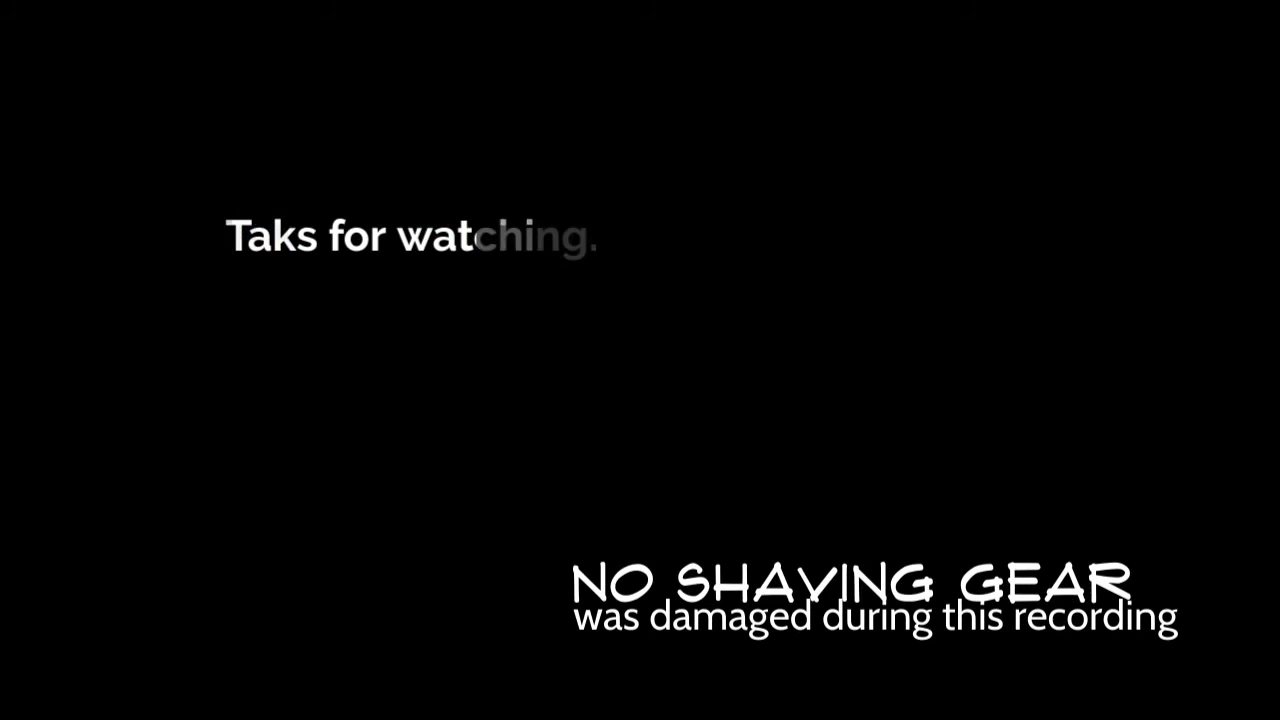 Taks for watching.
NO SHAVING GEAR
was damaged during this recording